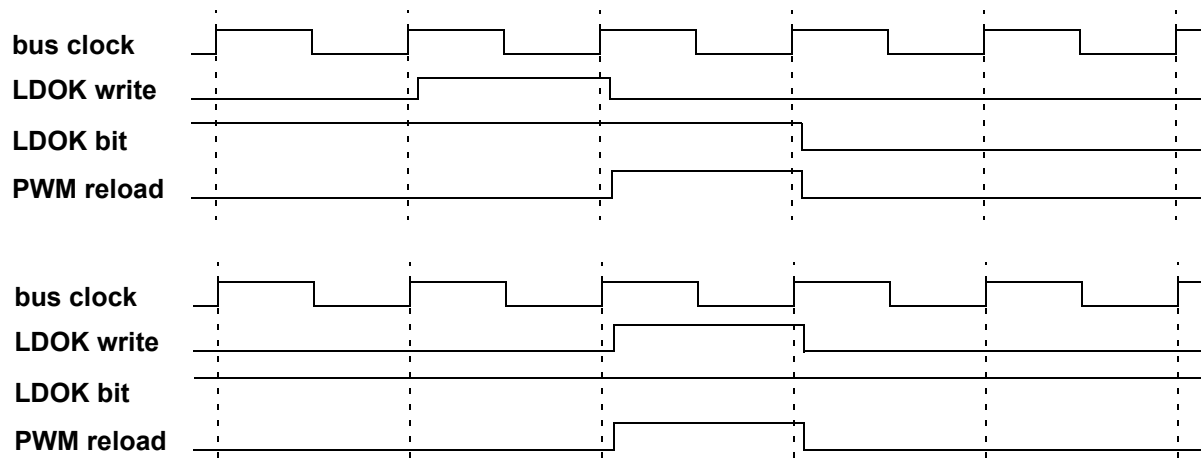 bus clock
LDOK write
LDOK bit
PWM reload
bus clock
LDOK write
LDOK bit
PWM reload